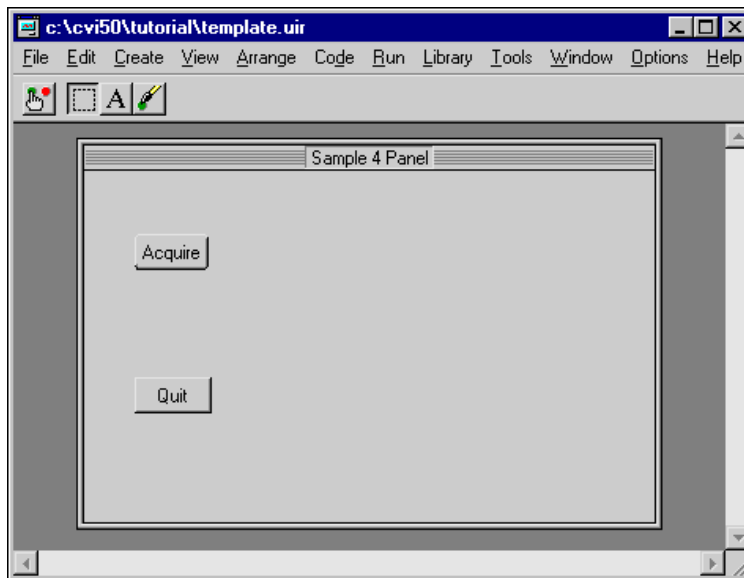 c:\cvi50\tutorial\template.uir
File Edit Create View Arrange Code Run Library Tools Window Options Help
A
Sample 4 Panel
Acquire
Quit